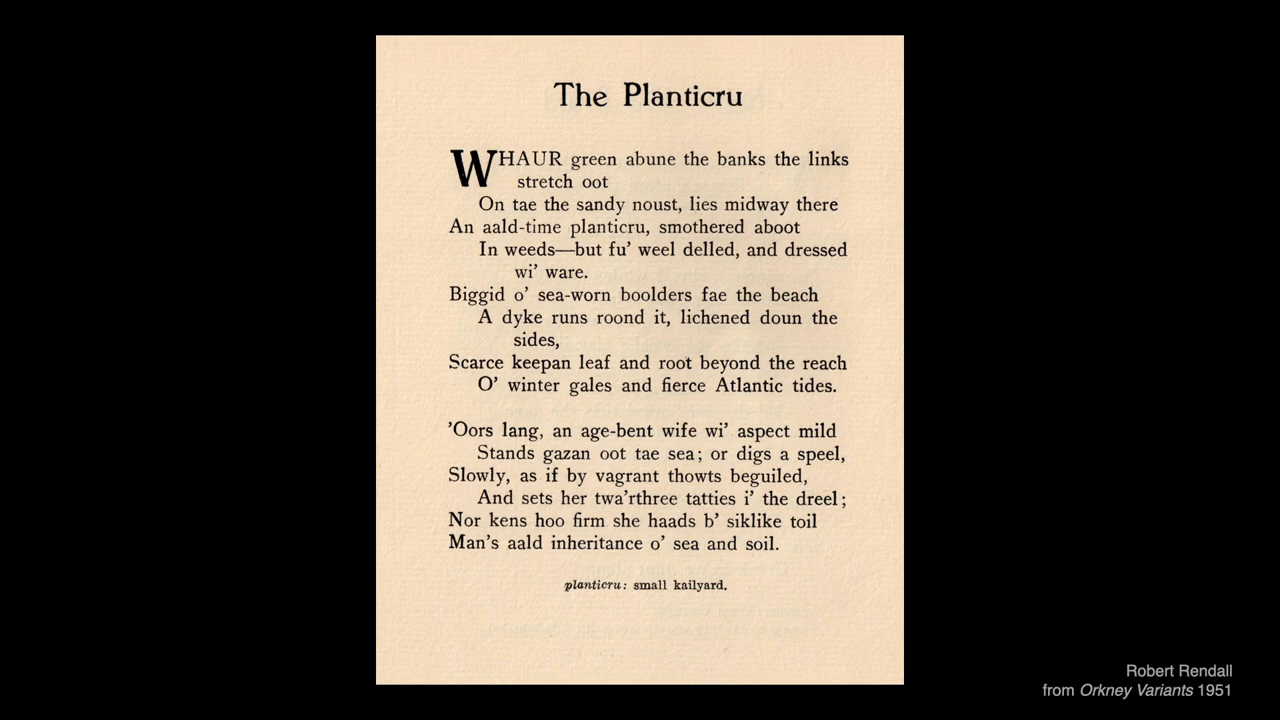 The Planticru
WHAUR green abune the banks the links
stretch oot
On tae the sandy noust, lies midway there
An aald-time planticru, smothered aboot
In weeds—but fu’ weel delled, and dressed
wi’ ware.
Biggid o’ sea-worn boolders fae the beach
A dyke runs roond it, lichened doun the
sides,
Scarce keepan leaf and root beyond the reach
O’ winter gales and fierce Atlantic tides.
’Oors lang, an age-bent wife wi’ aspect mild
Stands gazan oot tae sea; or digs a speel,
Slowly, as if by vagrant thowts beguiled,
And sets her twa’rthree tatties i’ the dreel;
Nor kens hoo firm she haads b’ siklike toil
Man’s aald inheritance o’ sea and soil.
planticru: small kailyard.
Robert Rendall
from Orkney Variants 1951